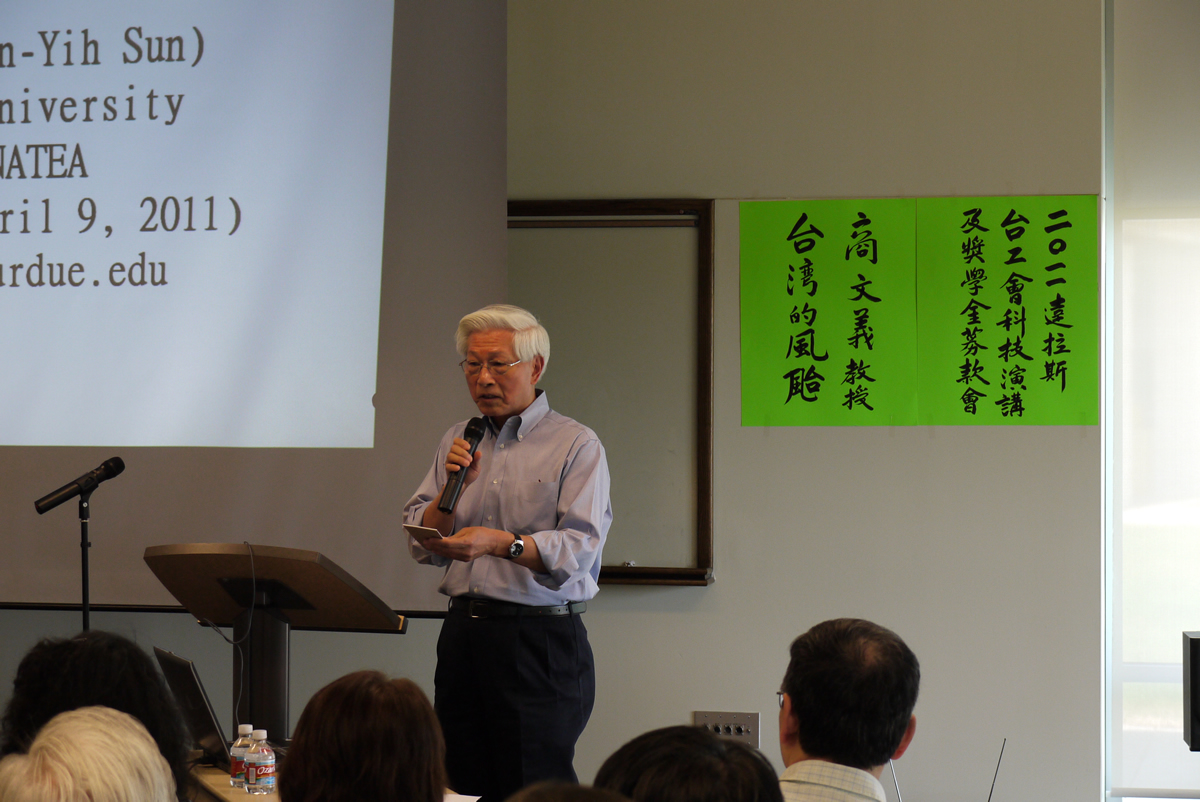 n-Yih Sun)
niversity
NATEA
ril 9, 2011)
urdue.edu
二〇一一達拉斯
台工會科技演講
及獎學金募款會
商文義教授
台湾的風颱